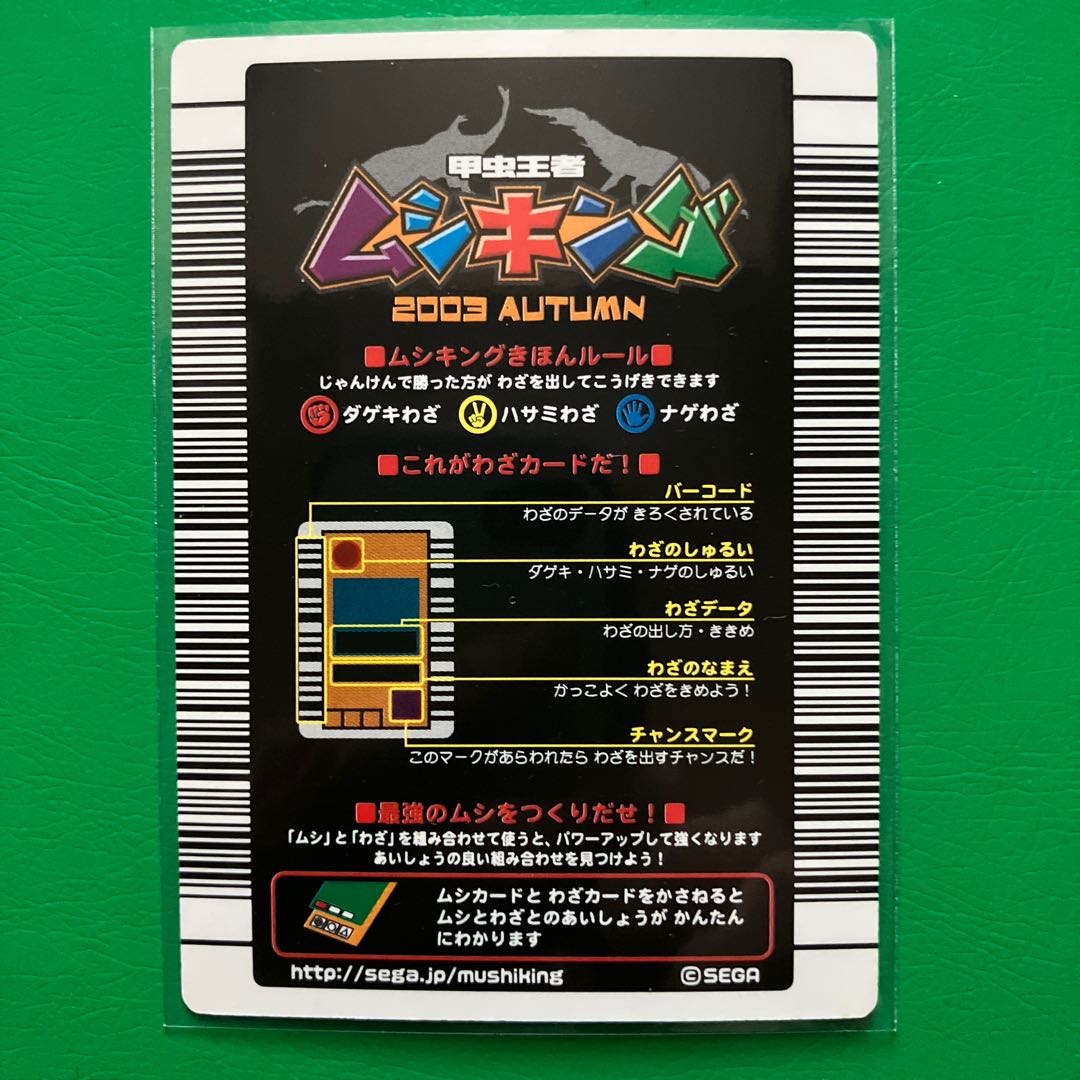 甲虫王者
ムシキング
2003 AUTUMN
■ムシキングきほんルール■
じゃんけんで勝った方が わざを出してこうげきできます
ダゲキわざ ハサミわざ ナゲわざ
■これがわざカードだ！■
バーコード
わざのデータが きろくされている
わざのしゅるい
ダゲキ・ハサミ・ナゲのしゅるい
わざデータ
わざの出し方・ききめ
わざのなまえ
かっこよく わざをきめよう！
チャンスマーク
このマークがあらわれたら わざを出すチャンスだ！
■最強のムシをつくりだせ！■
「ムシ」と「わざ」を組み合わせて使うと、パワーアップして強くなります
あいしょうの良い組み合わせを見つけよう！
ムシカードと わざカードをかさねると
ムシとわざとのあいしょうが かんたん
にわかります
http://sega.jp/mushiking ©SEGA